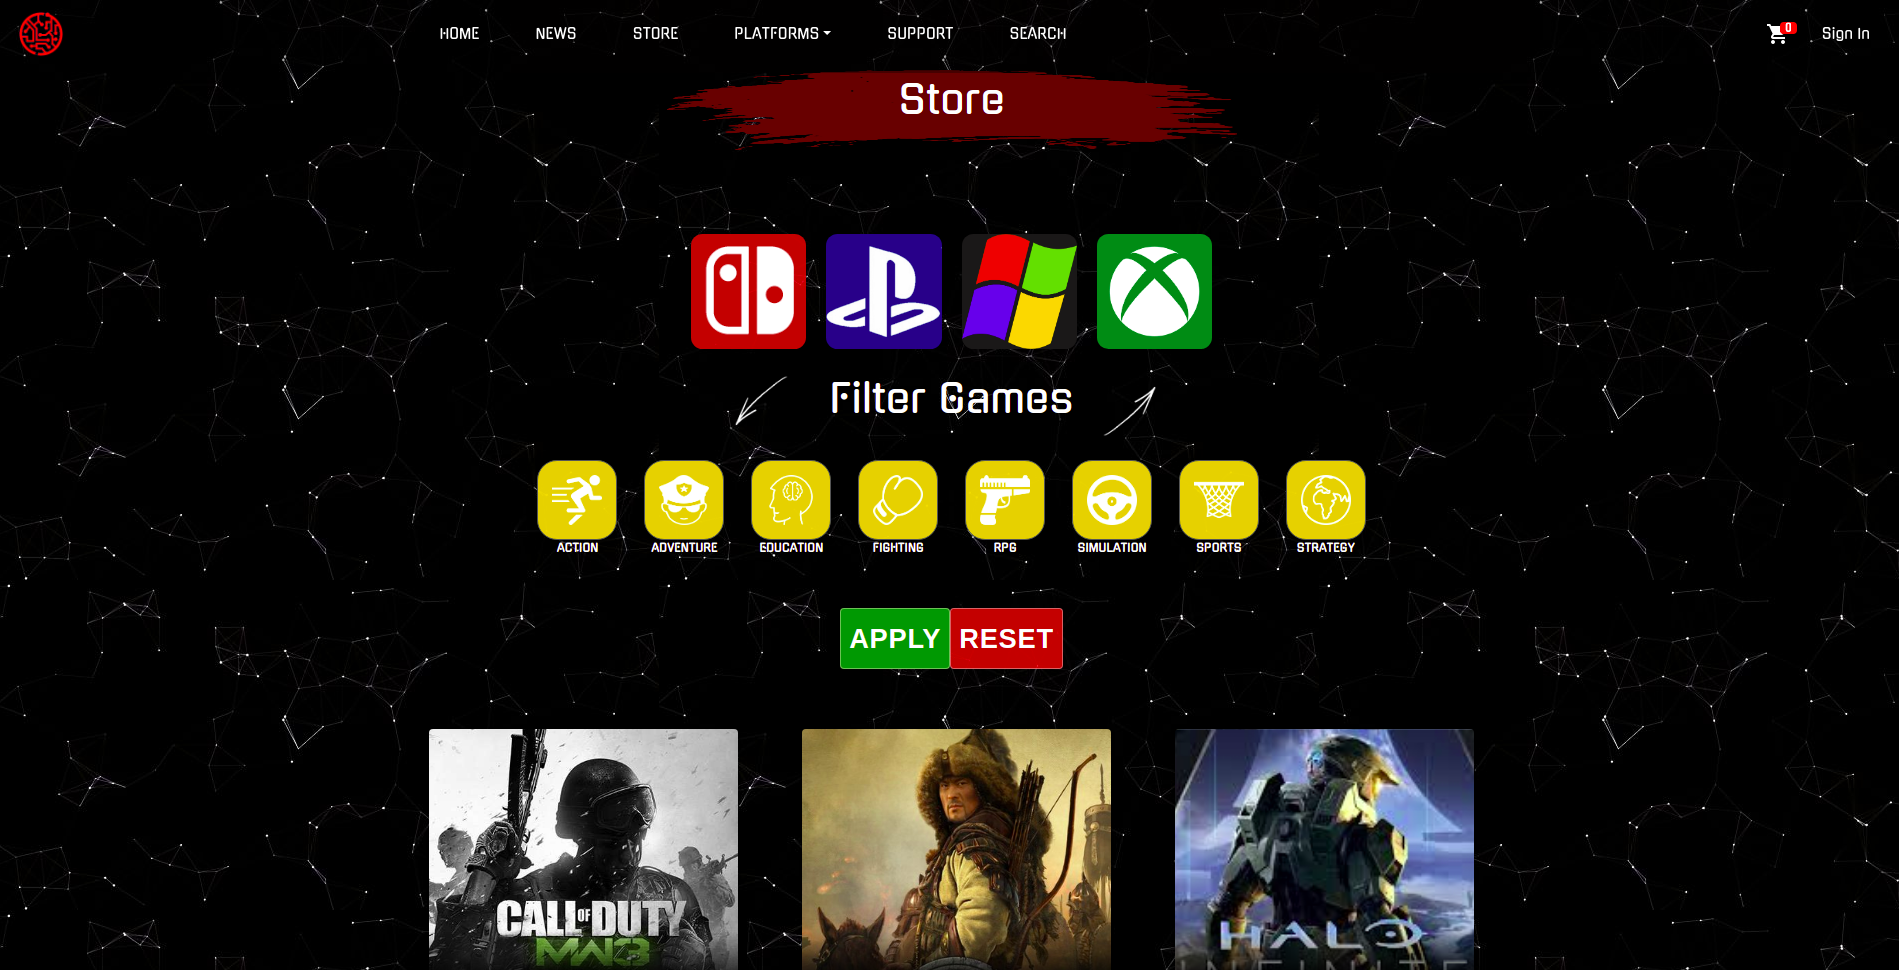 HOME NEWS STORE PLATFORMS SUPPORT SEARCH 0 Sign In
Store
Filter Games
ACTION ADVENTURE EDUCATION FIGHTING RPG SIMULATION SPORTS STRATEGY
APPLY RESET
CALL OF DUTY
MW3
HALO
INFINITE